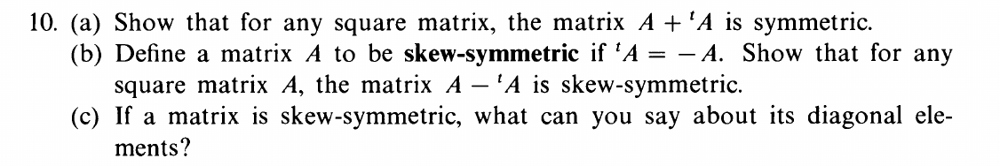 10. (a) Show that for any square matrix, the matrix A + ᵗA is symmetric.
(b) Define a matrix A to be skew-symmetric if ᵗA = − A. Show that for any
square matrix A, the matrix A − ᵗA is skew-symmetric.
(c) If a matrix is skew-symmetric, what can you say about its diagonal ele-
ments?